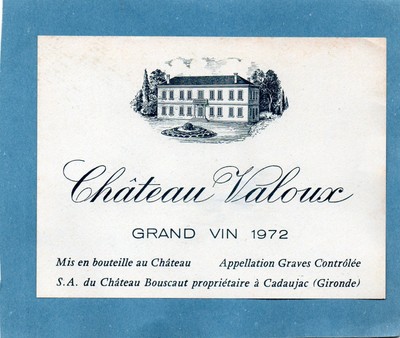 Château Valoux
GRAND VIN 1972
Mis en bouteille au Château Appellation Graves Contrôlée
S.A. du Château Bouscaut propriétaire à Cadaujac (Gironde)